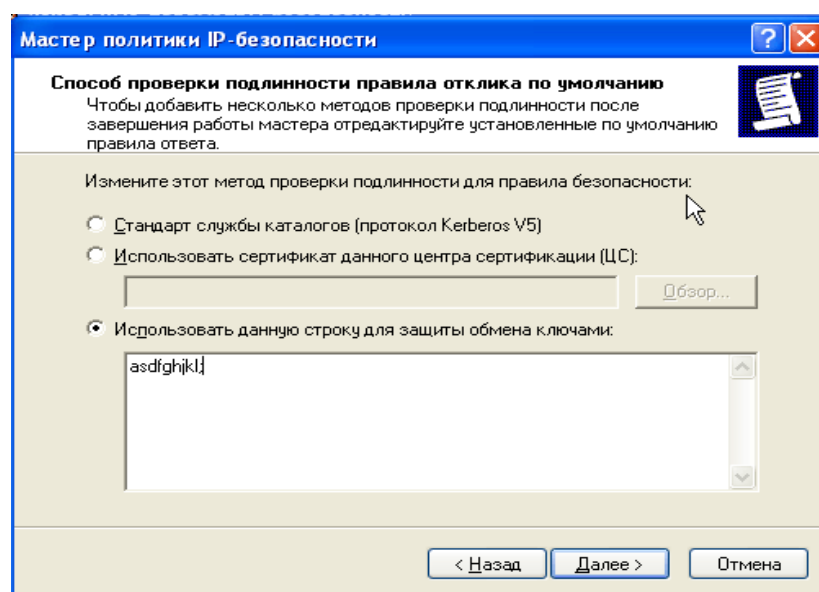 Мастер политики IP-безопасности
Способ проверки подлинности правила отклика по умолчанию
Чтобы добавить несколько методов проверки подлинности после
завершения работы мастера отредактируйте установленные по умолчанию
правила ответа.
Измените этот метод проверки подлинности для правила безопасности:
Стандарт службы каталогов (протокол Kerberos V5)
Использовать сертификат данного центра сертификации (ЦС):
Обзор...
Использовать данную строку для защиты обмена ключами:
asdfghjkl;
< Назад Далее > Отмена